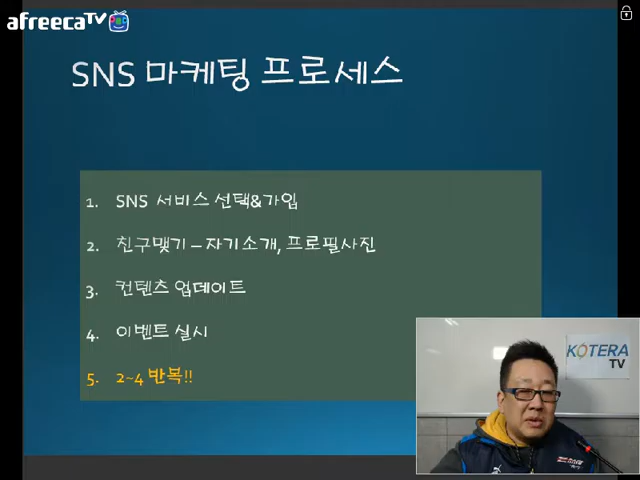 afreecaTV
SNS 마케팅 프로세스
1. SNS 서비스 선택&가입
2. 친구맺기 – 자기소개, 프로필사진
3. 컨텐츠 업데이트
4. 이벤트 실시
5. 2~4 반복!!
KOTERA
TV